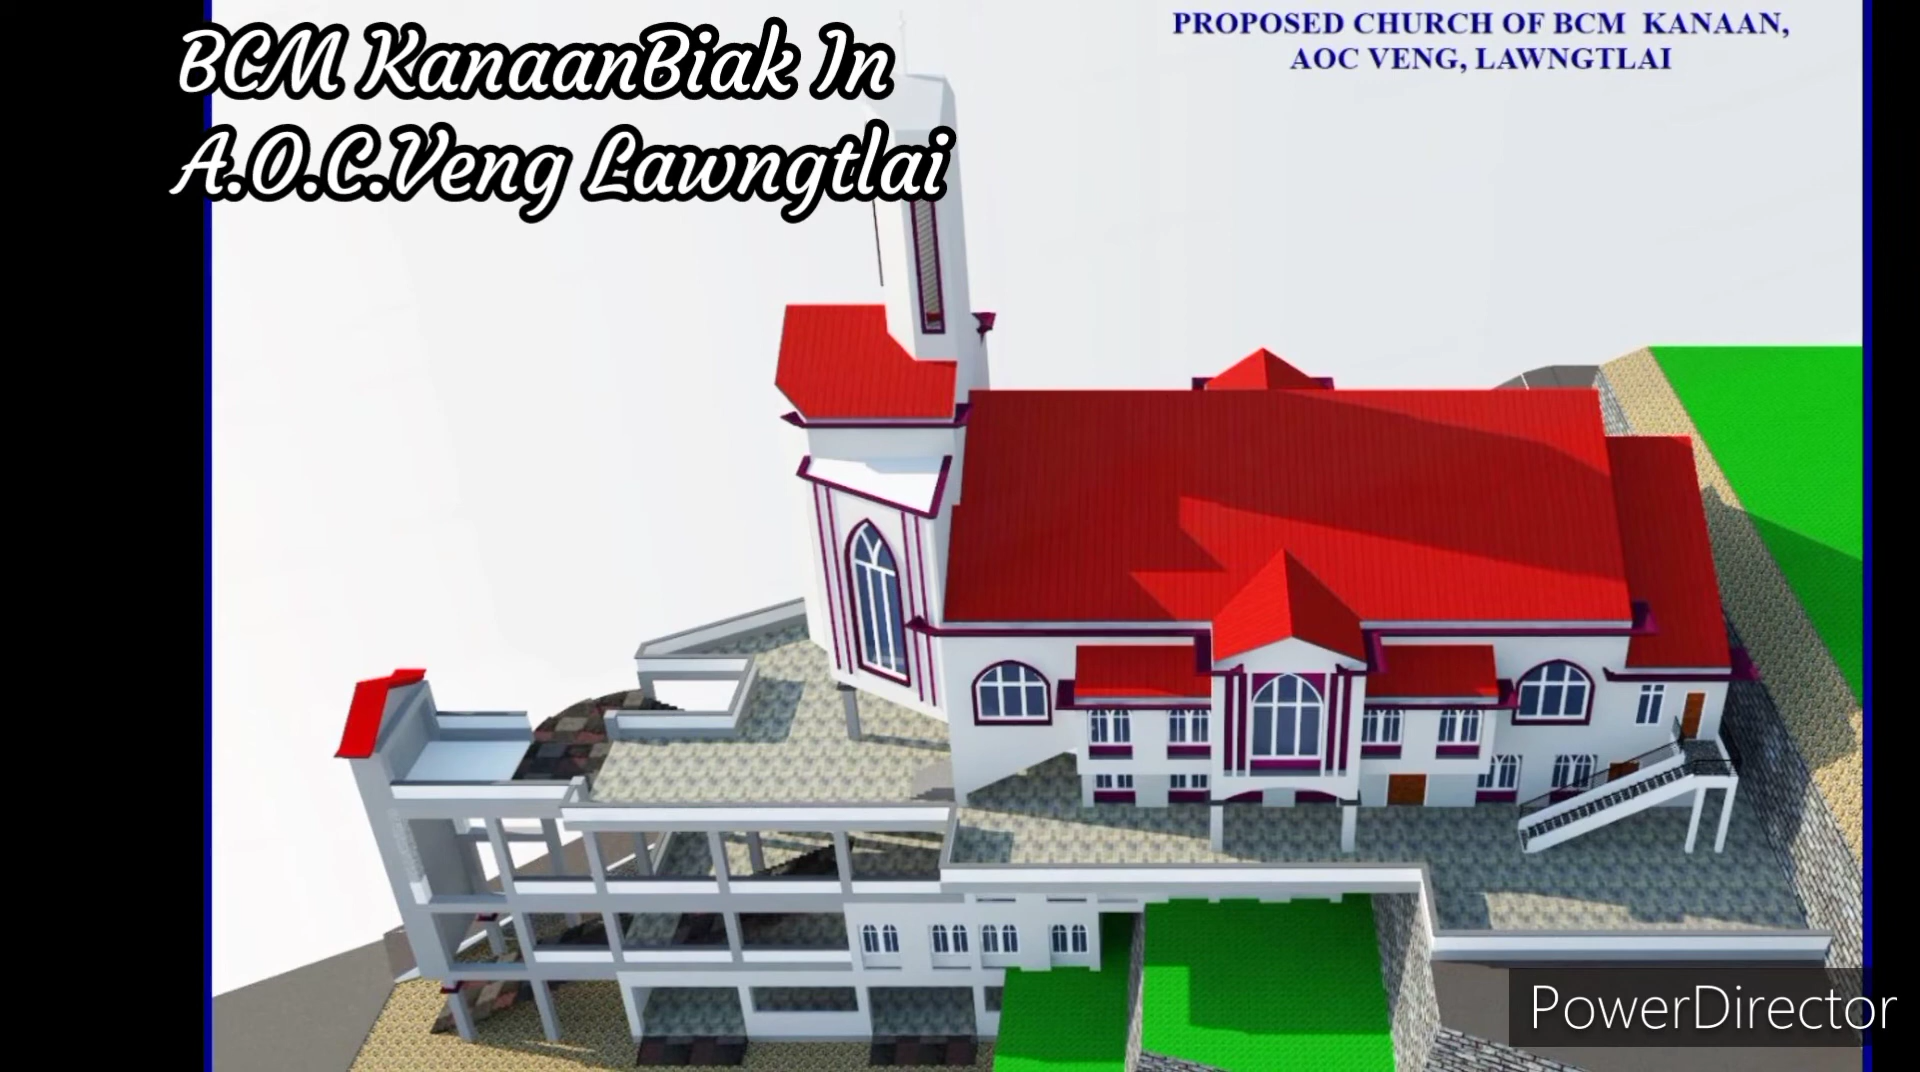 BCM KanaanBiak In
A.O.C.Veng Lawngtlai
PROPOSED CHURCH OF BCM KANAAN,
AOC VENG, LAWNGTLAI
PowerDirector